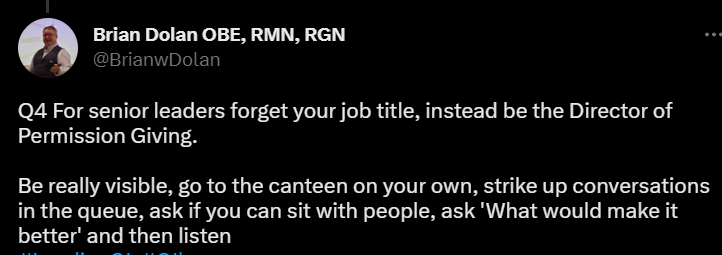 Brian Dolan OBE, RMN, RGN
@BrianwDolan
Q4 For senior leaders forget your job title, instead be the Director of
Permission Giving.
Be really visible, go to the canteen on your own, strike up conversations
in the queue, ask if you can sit with people, ask 'What would make it
better' and then listen